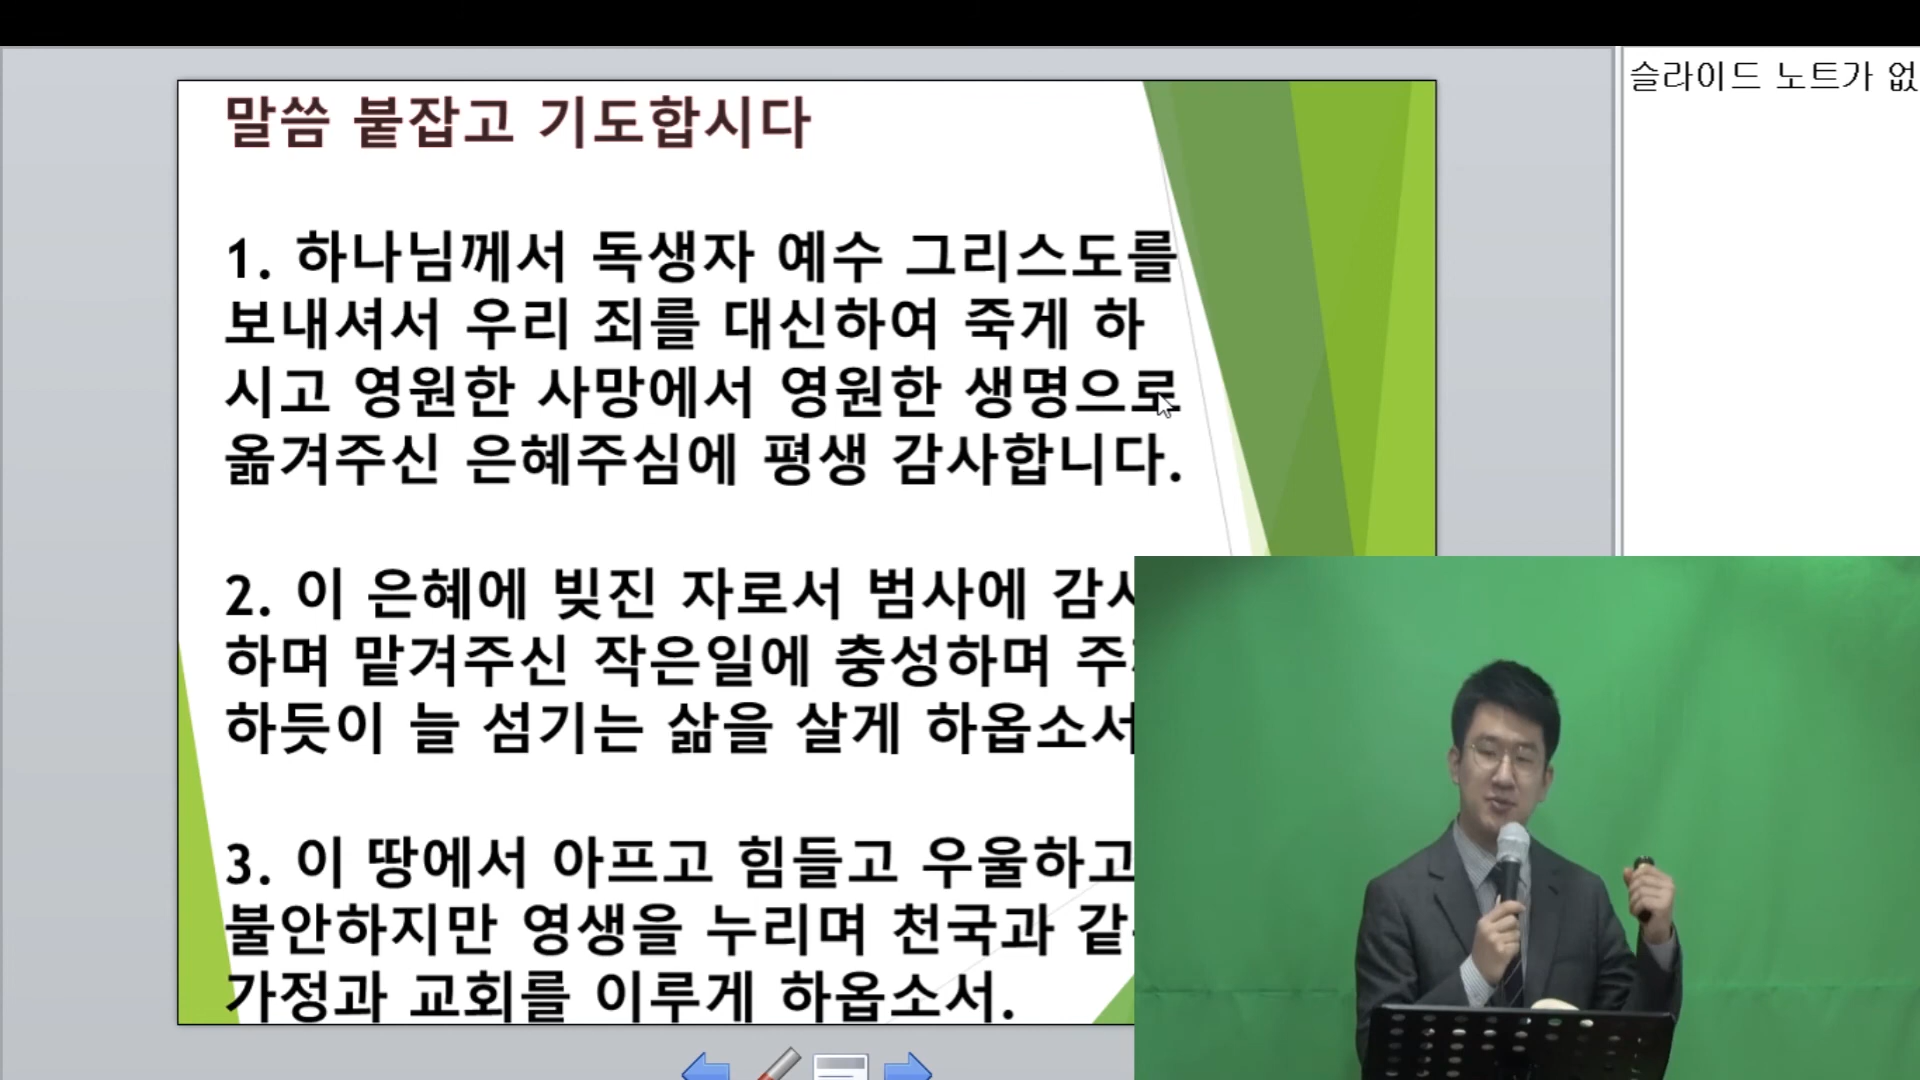 말씀 붙잡고 기도합시다
1. 하나님께서 독생자 예수 그리스도를
보내셔서 우리 죄를 대신하여 죽게 하
시고 영원한 사망에서 영원한 생명으로
옮겨주신 은혜주심에 평생 감사합니다.
2. 이 은혜에 빚진 자로서 범사에
하며 맡겨주신 작은일에 충성하며
하듯이 늘 섬기는 삶을 살게 하옵소서
3. 이 땅에서 아프고 힘들고 우울하고
불안하지만 영생을 누리며 천국과
가정과 교회를 이루게 하옵소서.
슬라이드 노트가